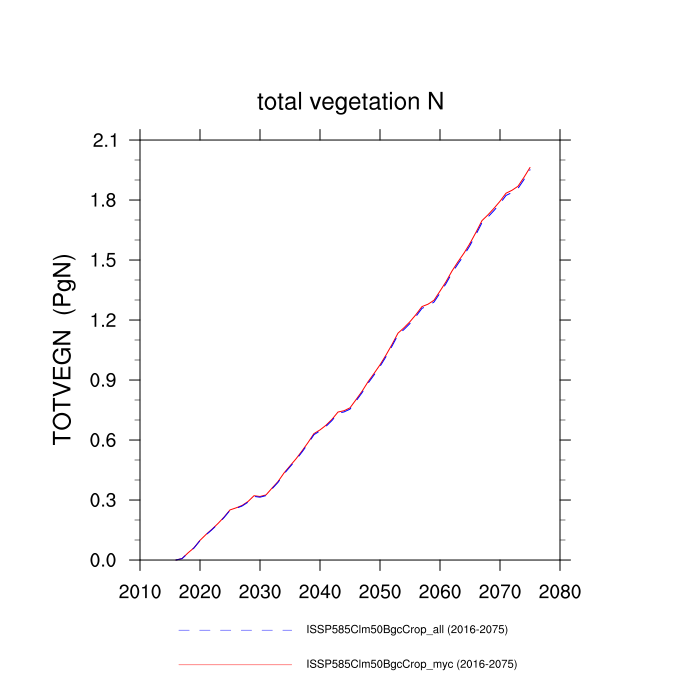 total vegetation N
TOTVEGN (PgN)
2.1
1.8
1.5
1.2
0.9
0.6
0.3
0.0
2010 2020 2030 2040 2050 2060 2070 2080
ISSP585Clm50BgcCrop_all (2016-2075)
ISSP585Clm50BgcCrop_myc (2016-2075)